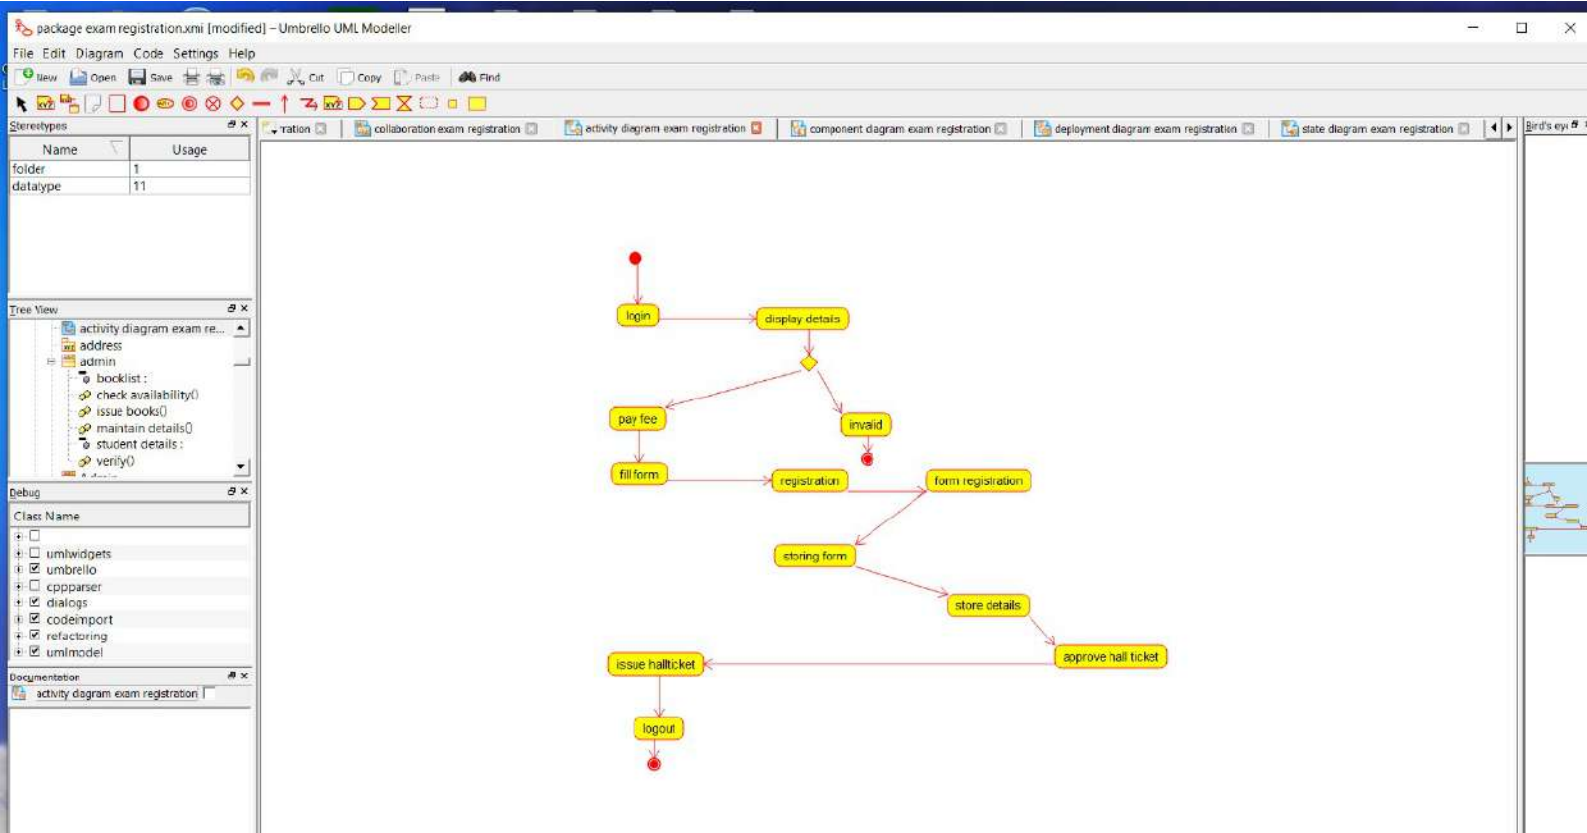 package exam registration.xmi [modified] – Umbrello UML Modeller
File Edit Diagram Code Settings Help
New Open Save Cut Copy Paste Find
Stereotypes
ration
collaboration exam registration
activity diagram exam registration
component diagram exam registration
deployment diagram exam registration
state diagram exam registration
Bird's eye
Name Usage
folder 1
datatype 11
Tree View
activity diagram exam re...
address
admin
booklist :
check availability()
issue books()
maintain details()
student details :
verify()
Debug
Class Name
umlwidgets
umbrello
cppparser
dialogs
codeimport
refactoring
umlmodel
Documentation
activity diagram exam registration
login
display details
pay fee
invalid
fill form
registration
form registration
storing form
store details
approve hall ticket
issue hallticket
logout